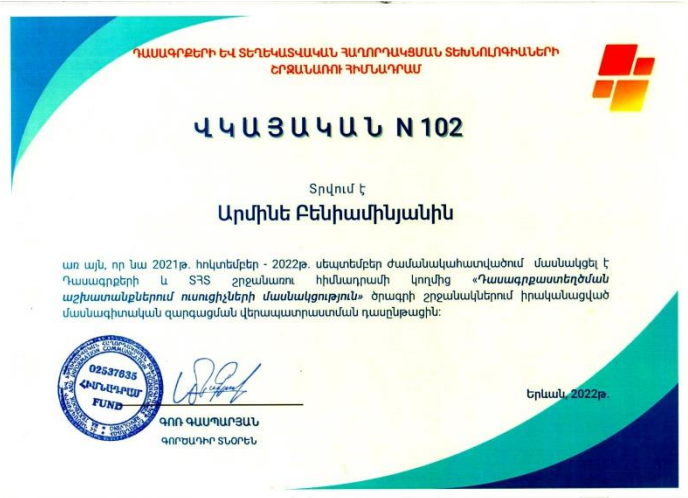 ԴԱՍԱԳՐՔԵՐԻ ԵՎ ՏԵՂԵԿԱՏՎԱԿԱՆ ՀԱՂՈՐԴԱԿՑՄԱՆ ՏԵԽՆՈԼՈԳԻԱՆԵՐԻ
ՇՐՋԱՆԱՌՈՒ ՀԻՄՆԱԴՐԱՄ
ՎԿԱՅԱԿԱՆ N 102
Տրվում է
Արմինե Բենիամինյանին
առ այն, որ նա 2021թ. հոկտեմբեր - 2022թ. սեպտեմբեր ժամանակահատվածում մասնակցել է
Դասագրքերի և ՏՀՏ շրջանառու հիմնադրամի կողմից «Դասագրքաստեղծման
աշխատանքներում ուսուցիչների մասնակցություն» ծրագրի շրջանակներում իրականացված
մասնագիտական զարգացման վերապատրաստման դասընթացին:
02537835
ՀԻՄՆԱԴՐԱՄ
FUND
Երևան, 2022թ.
ԳՈՌ ԳԱՍՊԱՐՅԱՆ
ԳՈՐԾԱԴԻՐ ՏՆՕՐԵՆ